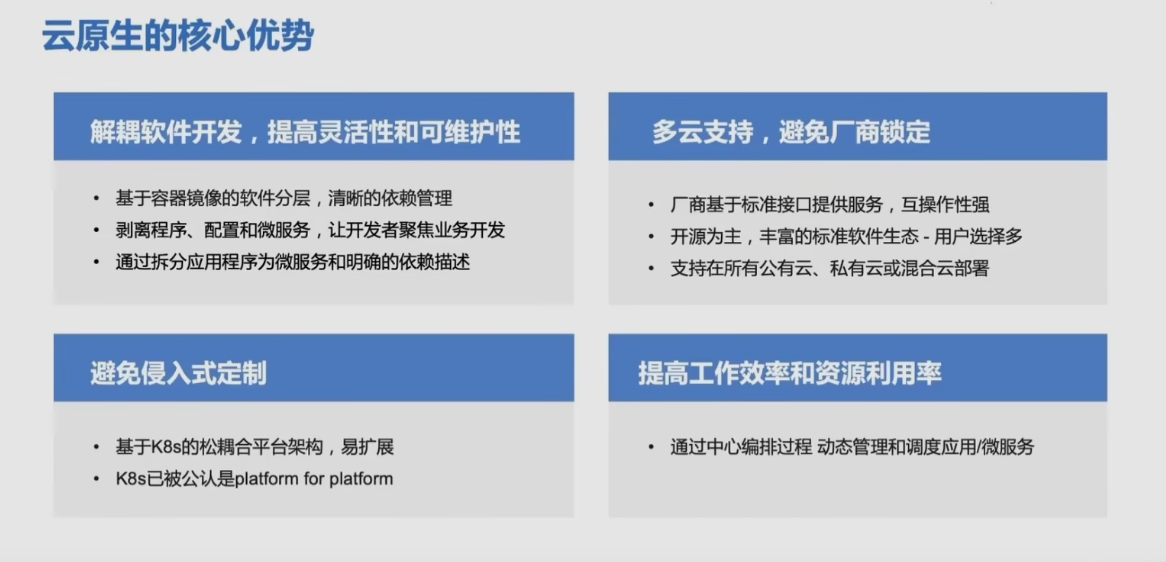 云原生的核心优势
解耦软件开发，提高灵活性和可维护性
• 基于容器镜像的软件分层，清晰的依赖管理
• 剥离程序、配置和微服务，让开发者聚焦业务开发
• 通过拆分应用程序为微服务和明确的依赖描述
多云支持，避免厂商锁定
• 厂商基于标准接口提供服务，互操作性强
• 开源为主，丰富的标准软件生态 - 用户选择多
• 支持在所有公有云、私有云或混合云部署
避免侵入式定制
• 基于K8s的松耦合平台架构，易扩展
• K8s已被公认是platform for platform
提高工作效率和资源利用率
• 通过中心编排过程 动态管理和调度应用/微服务